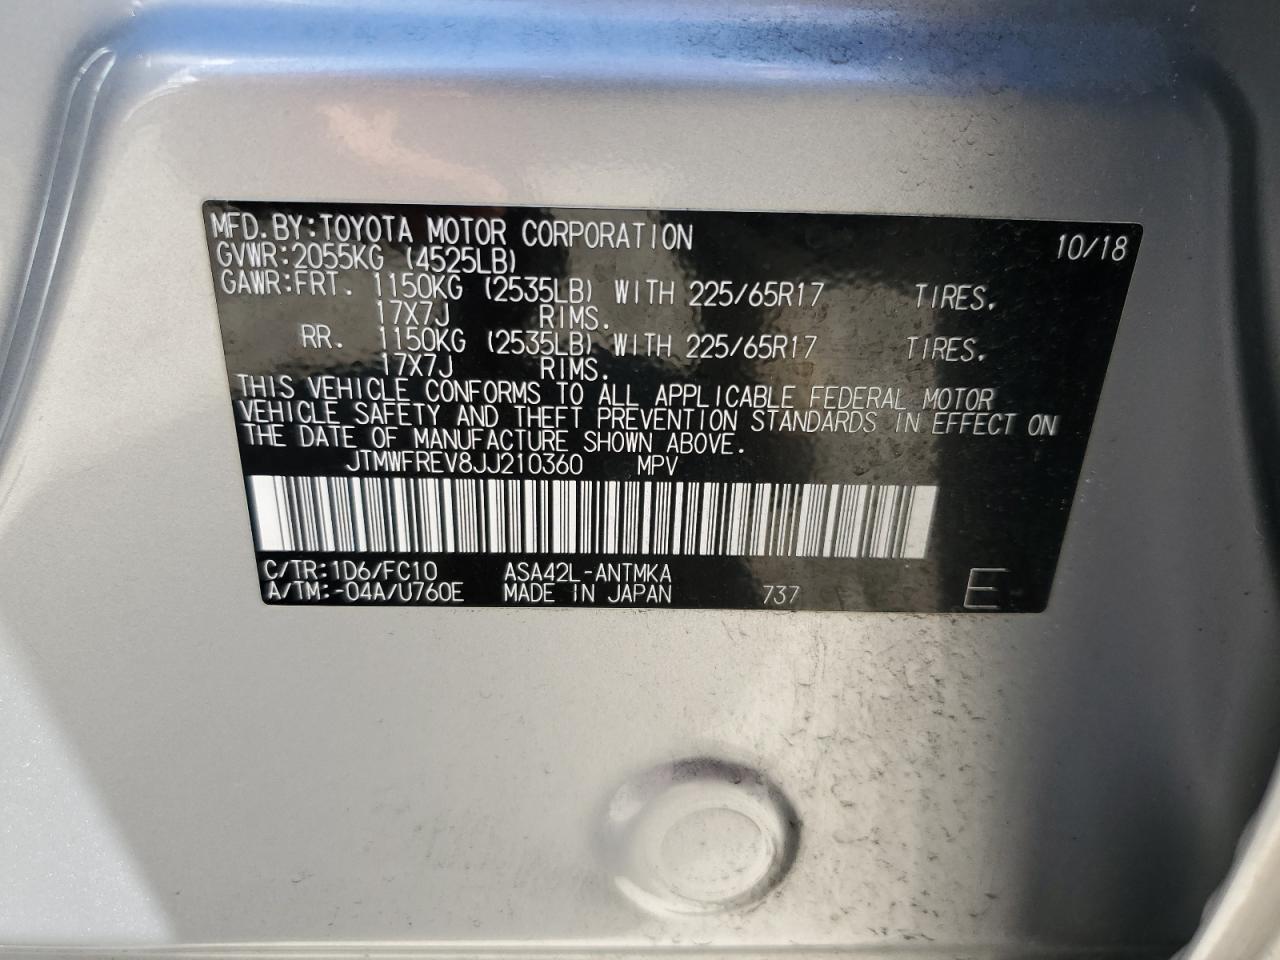 MFD.BY:TOYOTA MOTOR CORPORATION 10/18
GVWR:2055KG (4525LB)
GAWR:FRT. 1150KG (2535LB) WITH 225/65R17 TIRES.
17X7J RIMS.
RR. 1150KG (2535LB) WITH 225/65R17 TIRES.
17X7J RIMS.
THIS VEHICLE CONFORMS TO ALL APPLICABLE FEDERAL MOTOR
VEHICLE SAFETY AND THEFT PREVENTION STANDARDS IN EFFECT ON
THE DATE OF MANUFACTURE SHOWN ABOVE.
JTMWFREV8JJ210360 MPV
C/TR:1D6/FC10 ASA42L-ANTMKA
A/TM:-04A/U760E MADE IN JAPAN 737 E